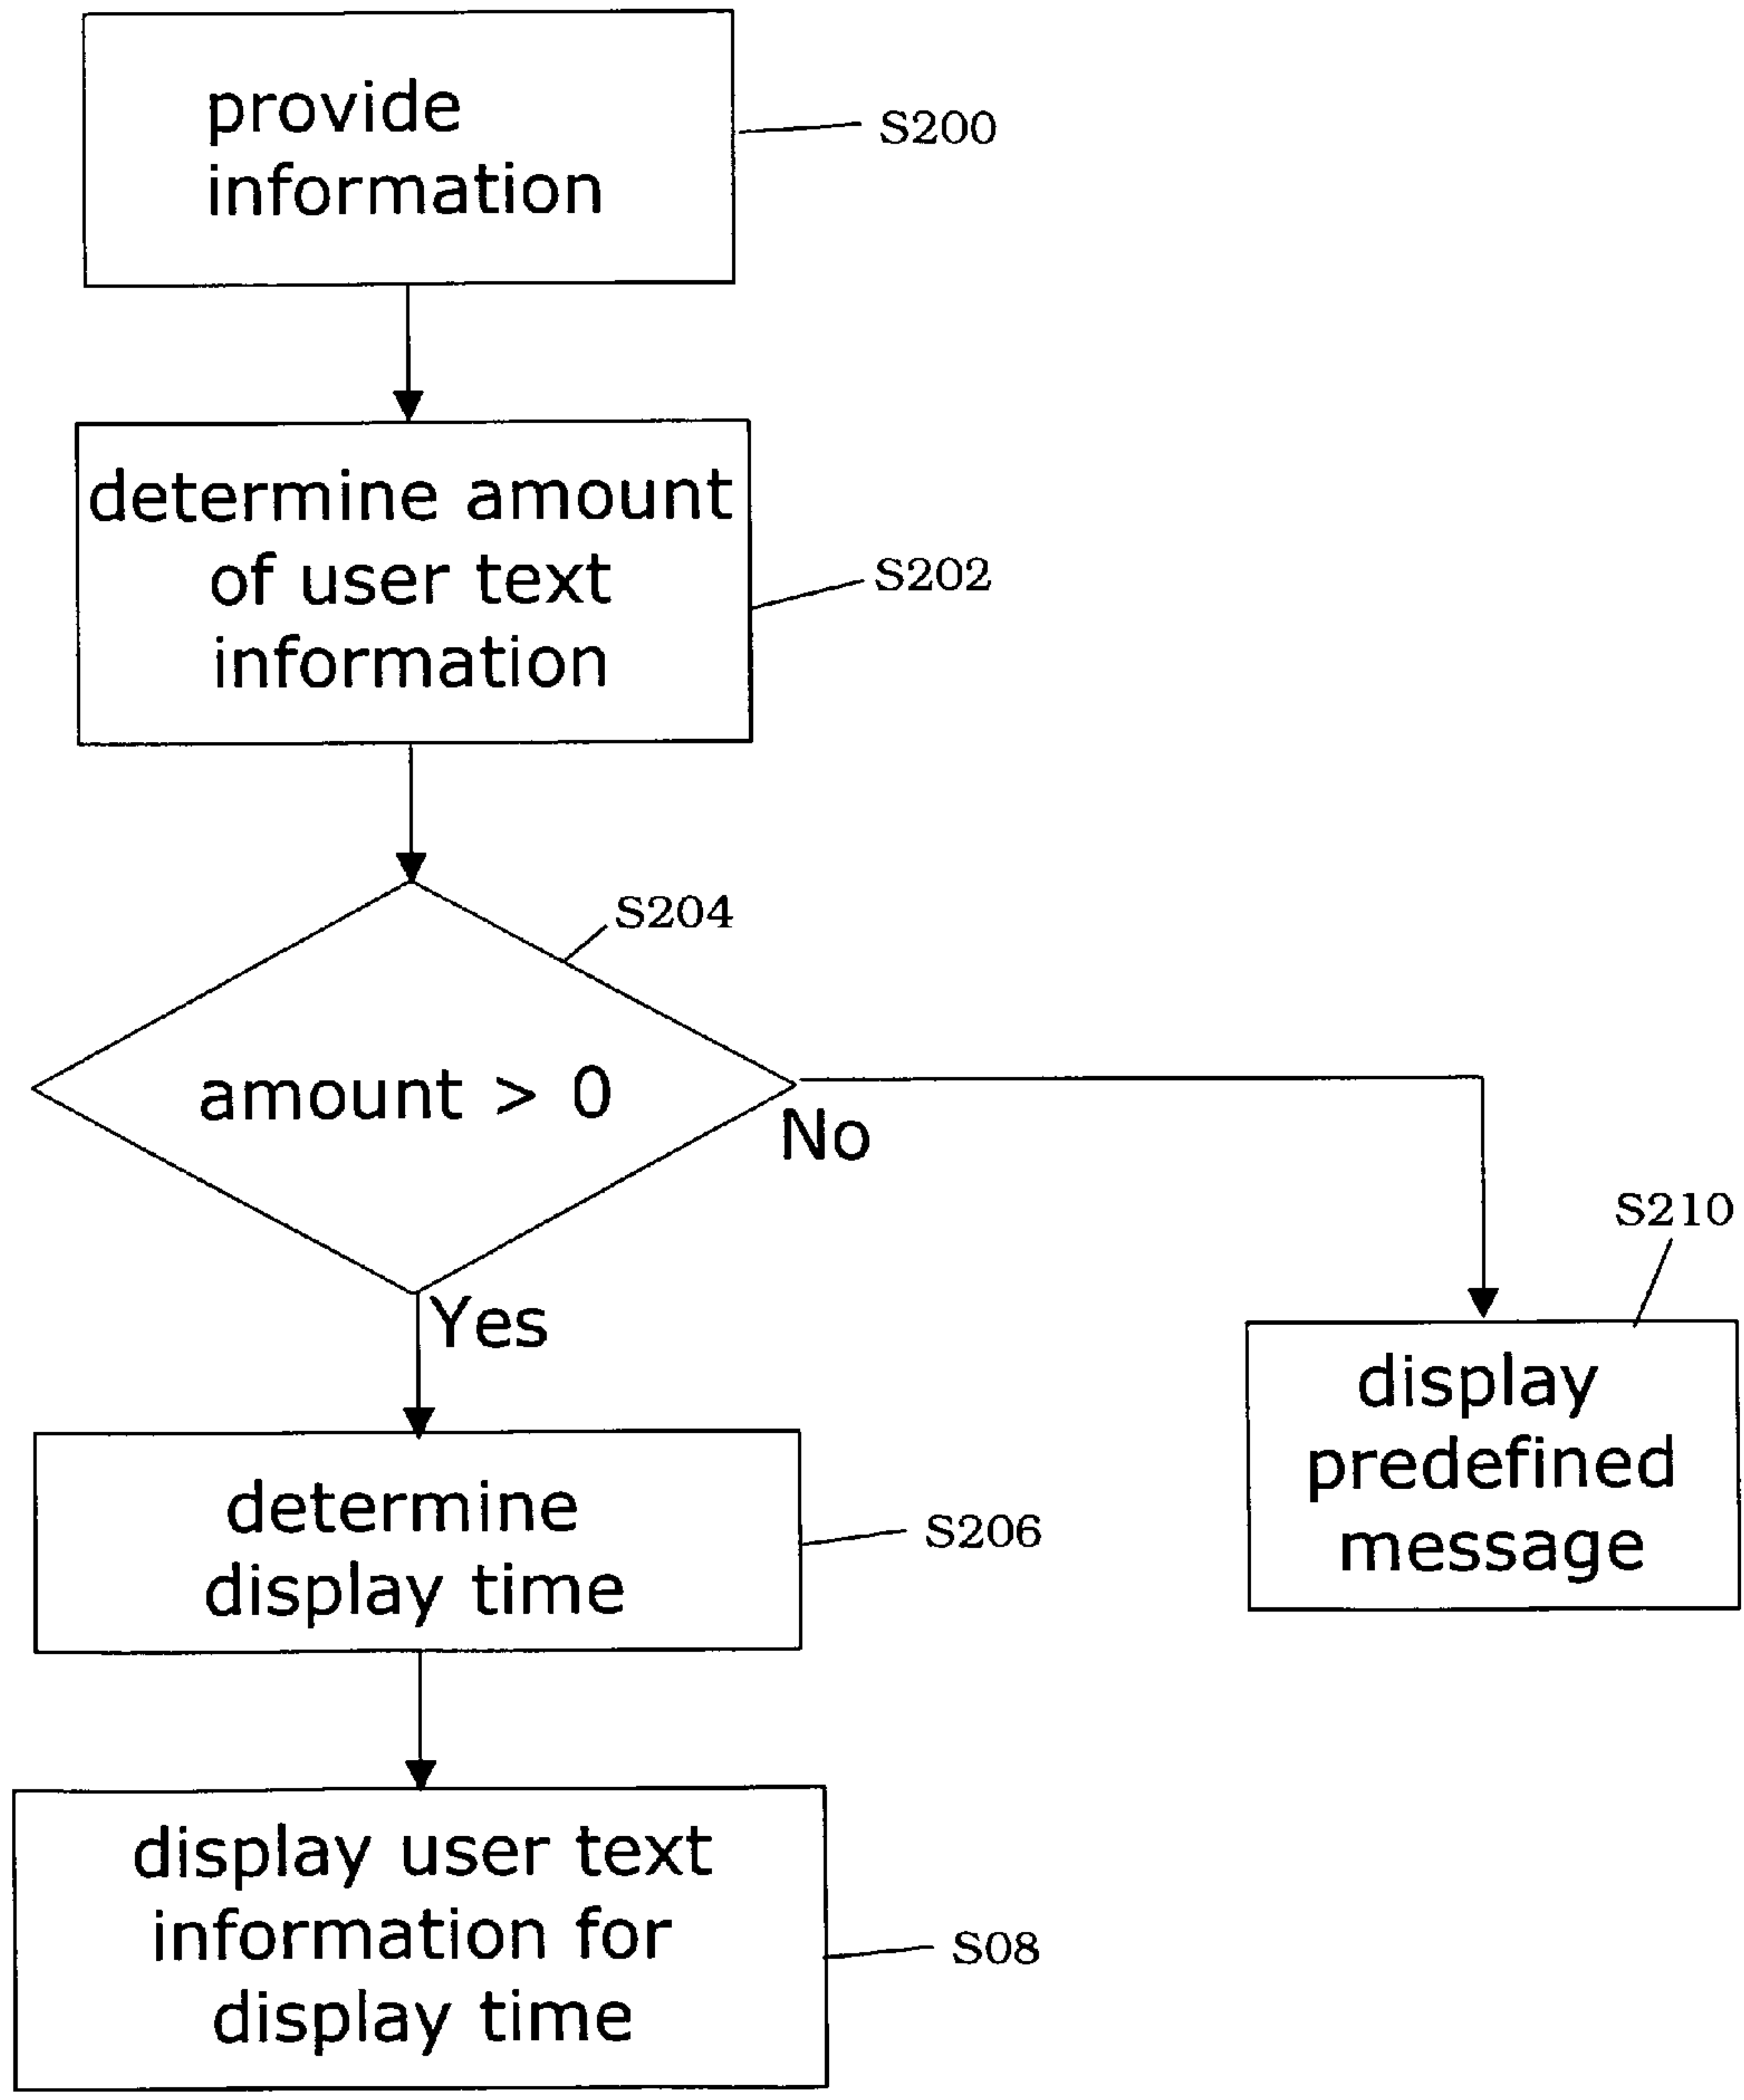 provide
information
S200
determine amount
of user text
information
S202
S204
amount > 0
No
Yes
S210
display
predefined
message
determine
display time
S206
display user text
information for
display time
S08